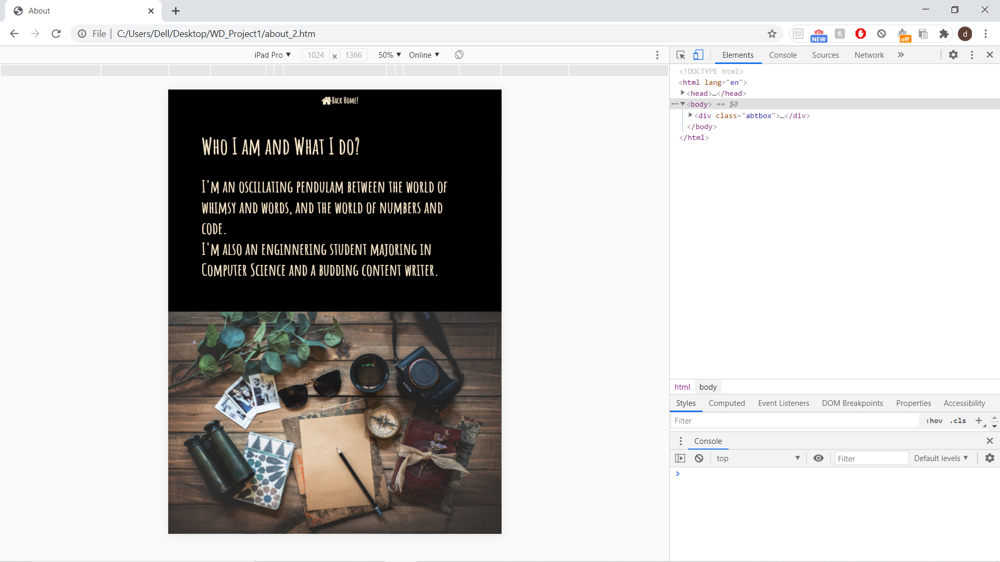 About
File
C:/Users/Dell/Desktop/WD_Project1/about_2.htm
NEW
off
d
iPad Pro
1024
1366
50%
Online
Elements
Console
Sources
Network
<!DOCTYPE html>
<html lang="en">
<head>…</head>
<body> == $0
<div class="abtbox">…</div>
</body>
</html>
Back Home!
Who I am and What I do?
I'm an oscillating pendulam between the world of
whimsy and words, and the world of numbers and
code.
I'm also an enginnering student majoring in
Computer Science and a budding content writer.
SONY
html
body
Styles
Computed
Event Listeners
DOM Breakpoints
Properties
Accessibility
Filter
:hov
.cls
Console
top
Filter
Default levels